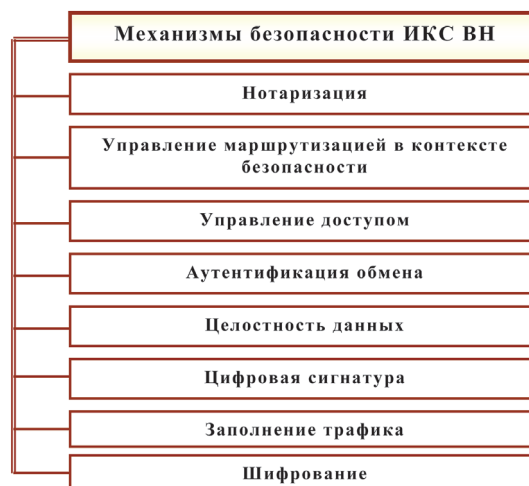 Механизмы безопасности ИКС ВН
Нотаризация
Управление маршрутизацией в контексте
безопасности
Управление доступом
Аутентификация обмена
Целостность данных
Цифровая сигнатура
Заполнение трафика
Шифрование